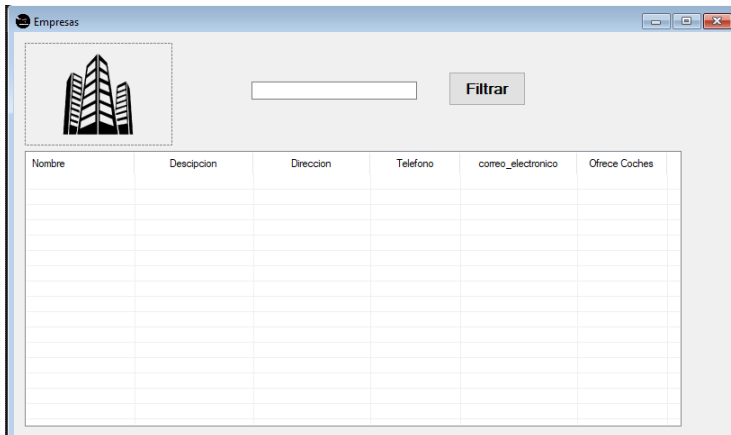 Empresas
Filtrar
Nombre Descipcion Direccion Telefono correo_electronico Ofrece Coches